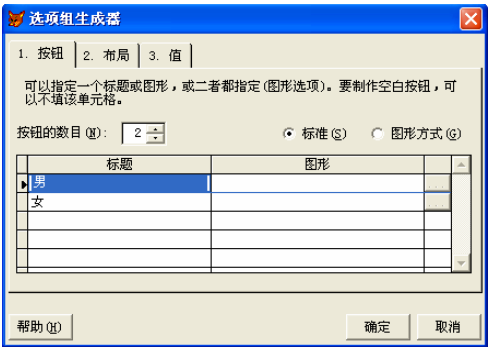 选项组生成器
1. 按钮 2. 布局 3. 值
可以指定一个标题或图形，或二者都指定(图形选项)。要制作空白按钮，可
以不填该单元格。
按钮的数目(N): 2 标准(S) 图形方式(G)
标题 图形
男 ...
女 ...
帮助(H) 确定 取消